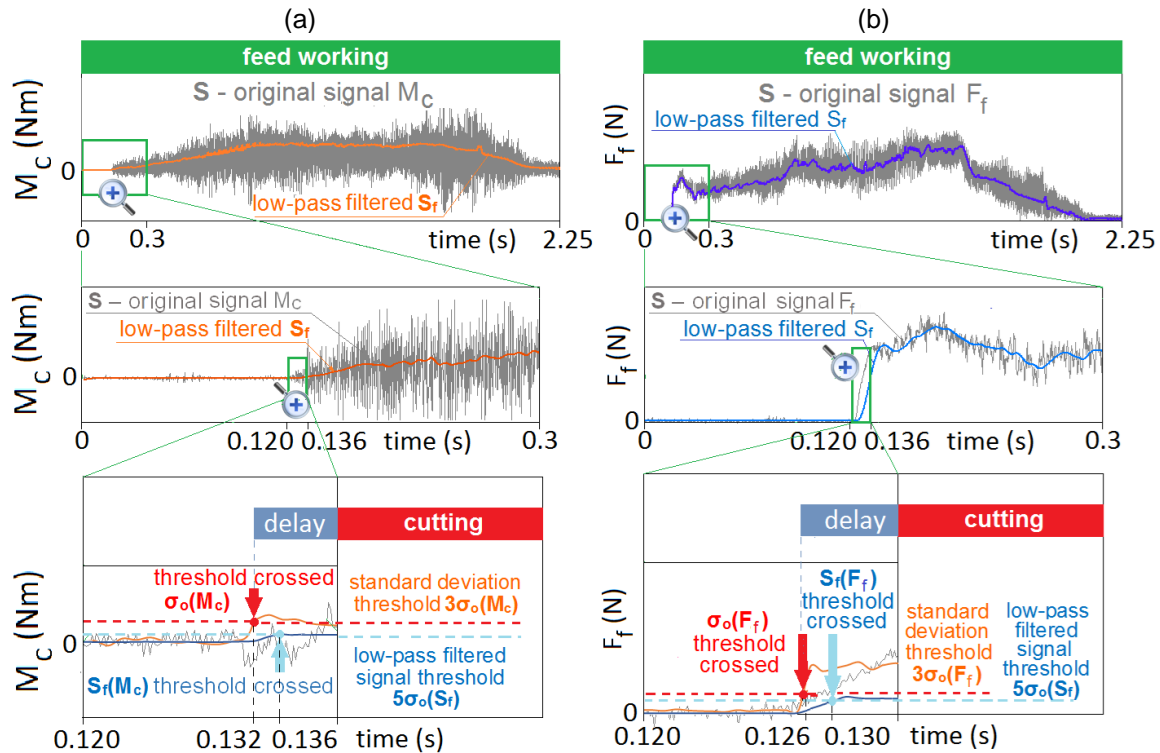 (a)
feed working
S - original signal Mc
low-pass filtered Sf
Mc (Nm)
0
0
0.3
time (s)
2.25
S – original signal Mc
low-pass filtered Sf
Mc (Nm)
0
0
0.120
0.136
time (s)
0.3
delay
cutting
threshold crossed
σo(Mc)
standard deviation
threshold 3σo(Mc)
Mc (Nm)
0
Sf(Mc) threshold crossed
low-pass filtered
signal threshold
5σo(Sf)
0.120
0.132
0.136
time (s)
(b)
feed working
S - original signal Ff
low-pass filtered Sf
Ff (N)
0
0
0.3
time (s)
2.25
S – original signal Ff
low-pass filtered Sf
Ff (N)
0
0
0.120
0.136
time (s)
0.3
delay
cutting
Sf(Ff)
threshold
crossed
σo(Ff)
threshold
crossed
standard
deviation
threshold
3σo(Ff)
low-pass
filtered
signal
threshold
5σo(Sf)
Ff (N)
0
0.120
0.126
0.130
time (s)